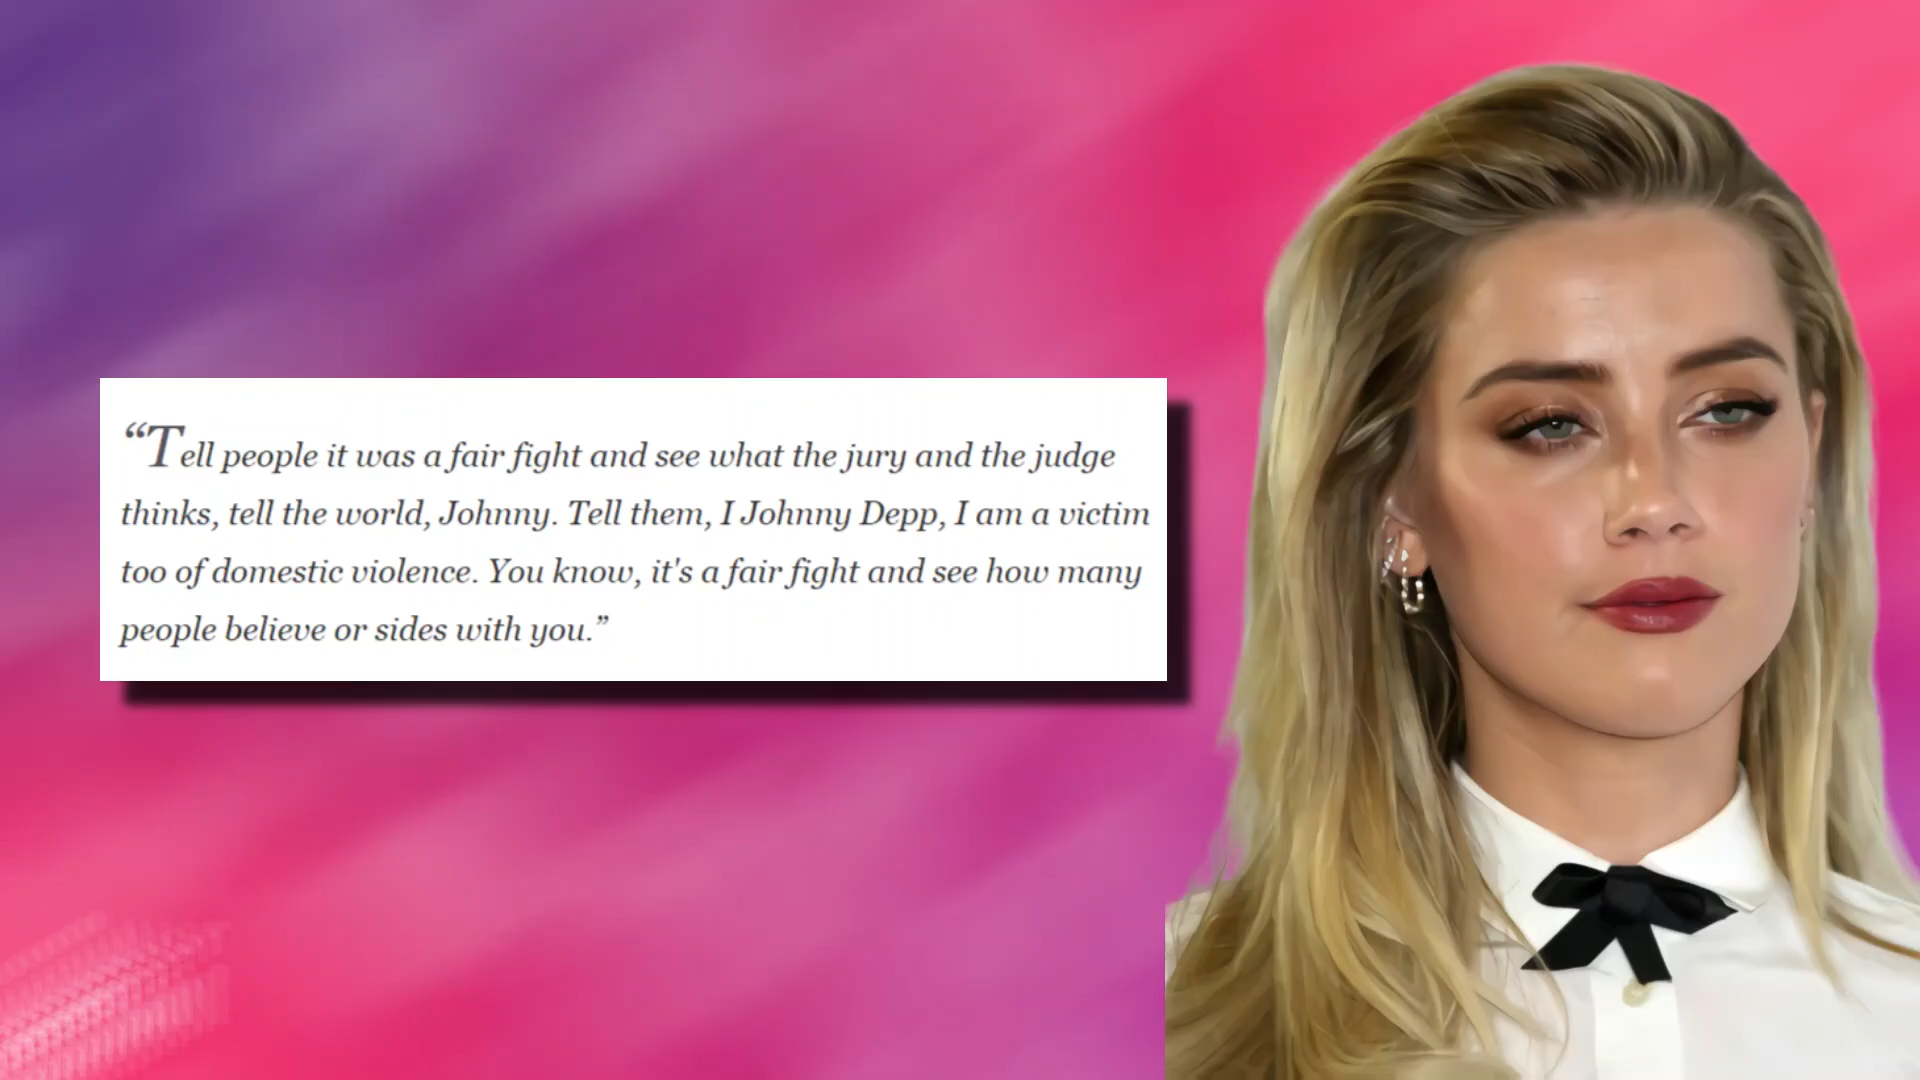 “Tell people it was a fair fight and see what the jury and the judge
thinks, tell the world, Johnny. Tell them, I Johnny Depp, I am a victim
too of domestic violence. You know, it's a fair fight and see how many
people believe or sides with you.”